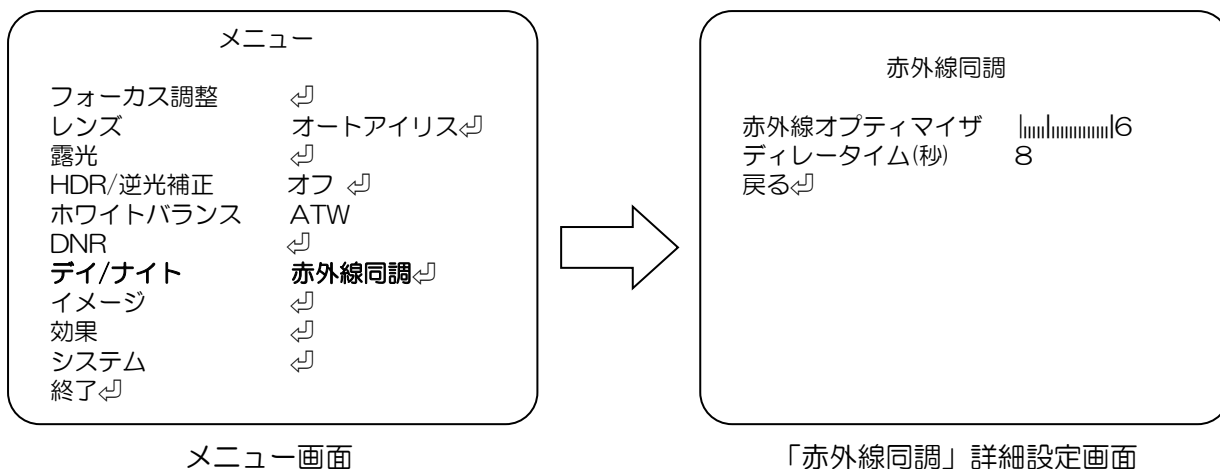 メニュー
フォーカス調整 ⏎
レンズ オートアイリス⏎
露光 ⏎
HDR/逆光補正 オフ ⏎
ホワイトバランス ATW
DNR ⏎
デイ/ナイト 赤外線同調⏎
イメージ ⏎
効果 ⏎
システム ⏎
終了⏎
メニュー画面
赤外線同調
赤外線オプティマイザ 6
ディレータイム(秒) 8
戻る⏎
「赤外線同調」詳細設定画面